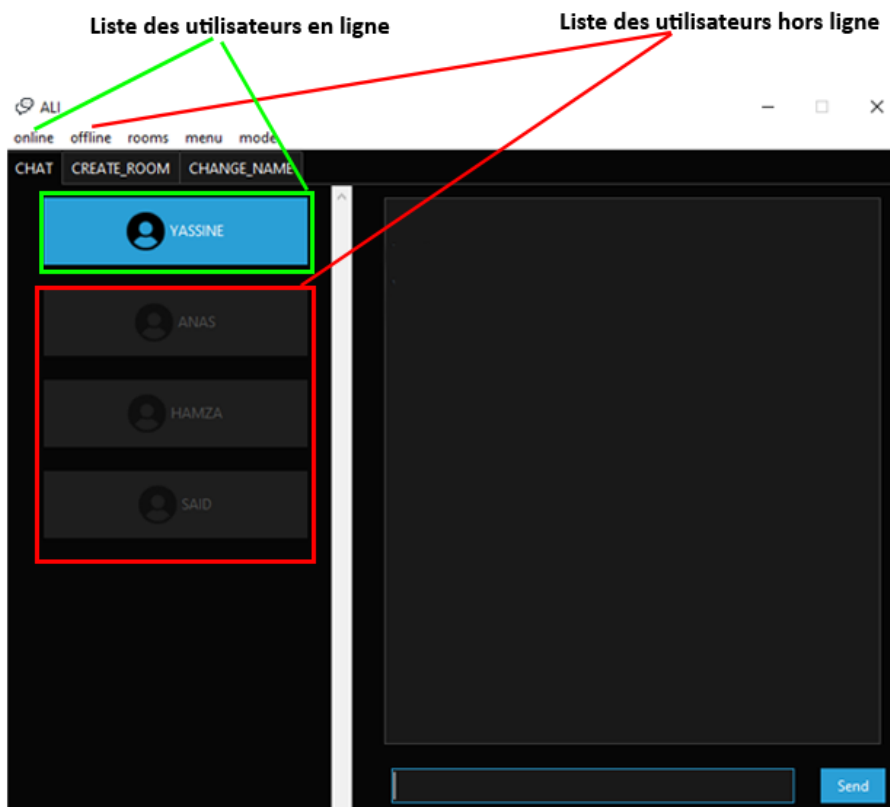 Liste des utilisateurs en ligne
Liste des utilisateurs hors ligne
ALI
online offline rooms menu mode
CHAT CREATE_ROOM CHANGE_NAME
YASSINE
ANAS
HAMZA
SAID
Send